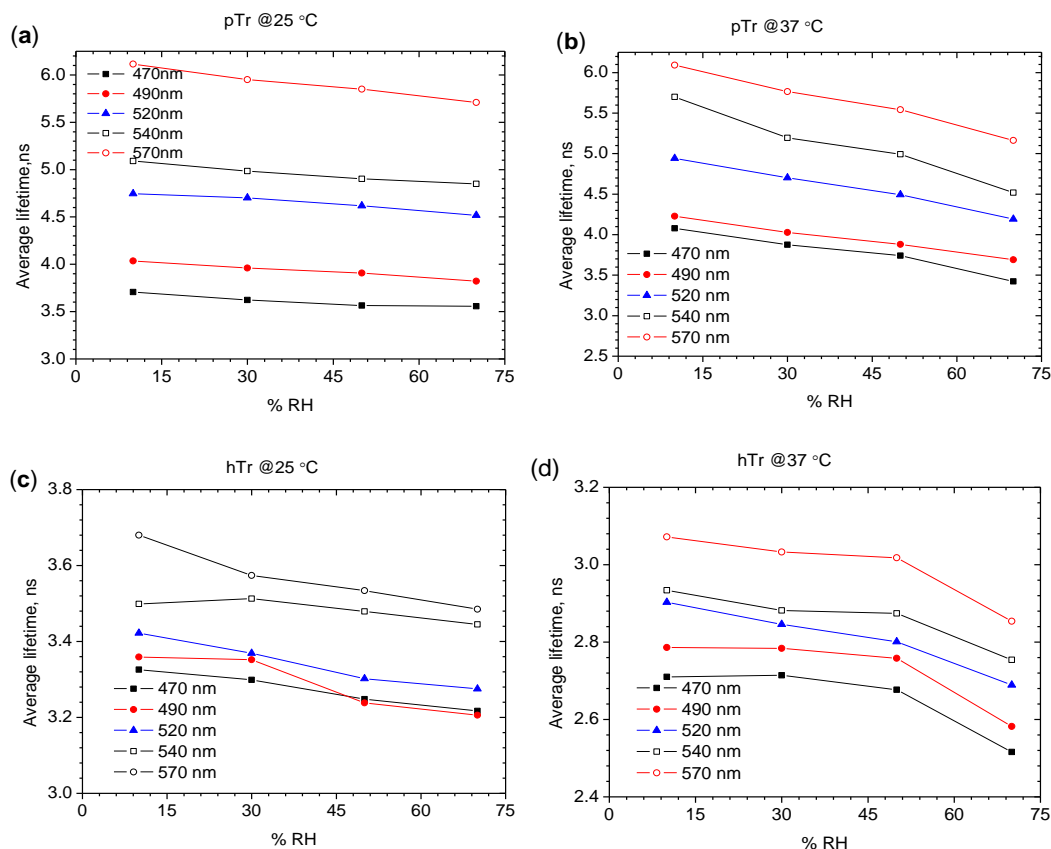 (a)
pTr @25 °C
6.0
5.5
5.0
4.5
4.0
3.5
3.0
Average lifetime,ns
470nm
490nm
520nm
540nm
570nm
0 15 30 45 60 75
% RH
(b)
pTr @37 °C
6.0
5.5
5.0
4.5
4.0
3.5
3.0
2.5
Average lifetime, ns
470 nm
490 nm
520 nm
540 nm
570 nm
0 15 30 45 60 75
% RH
(c)
hTr @25 °C
3.8
3.6
3.4
3.2
3.0
Average lifetime, ns
470 nm
490 nm
520 nm
540 nm
570 nm
0 15 30 45 60 75
% RH
(d)
hTr @37 °C
3.2
3.0
2.8
2.6
2.4
Average lifetime, ns
470 nm
490 nm
520 nm
540 nm
570 nm
0 15 30 45 60 75
% RH